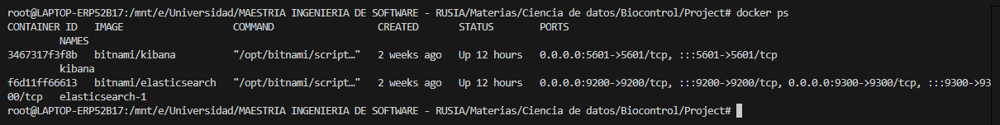 root@LAPTOP-ERP52B17:/mnt/e/Universidad/MAESTRIA INGENIERIA DE SOFTWARE - RUSIA/Materias/Ciencia de datos/Biocontrol/Project# docker ps
CONTAINER ID   IMAGE                   COMMAND                  CREATED       STATUS        PORTS
         NAMES
3467317f3f8b   bitnami/kibana          "/opt/bitnami/script…"   2 weeks ago   Up 12 hours   0.0.0.0:5601->5601/tcp, :::5601->5601/tcp
         kibana
f6d11ff66613   bitnami/elasticsearch   "/opt/bitnami/script…"   2 weeks ago   Up 12 hours   0.0.0.0:9200->9200/tcp, :::9200->9200/tcp, 0.0.0.0:9300->9300/tcp, :::9300->93
00/tcp   elasticsearch-1
root@LAPTOP-ERP52B17:/mnt/e/Universidad/MAESTRIA INGENIERIA DE SOFTWARE - RUSIA/Materias/Ciencia de datos/Biocontrol/Project#